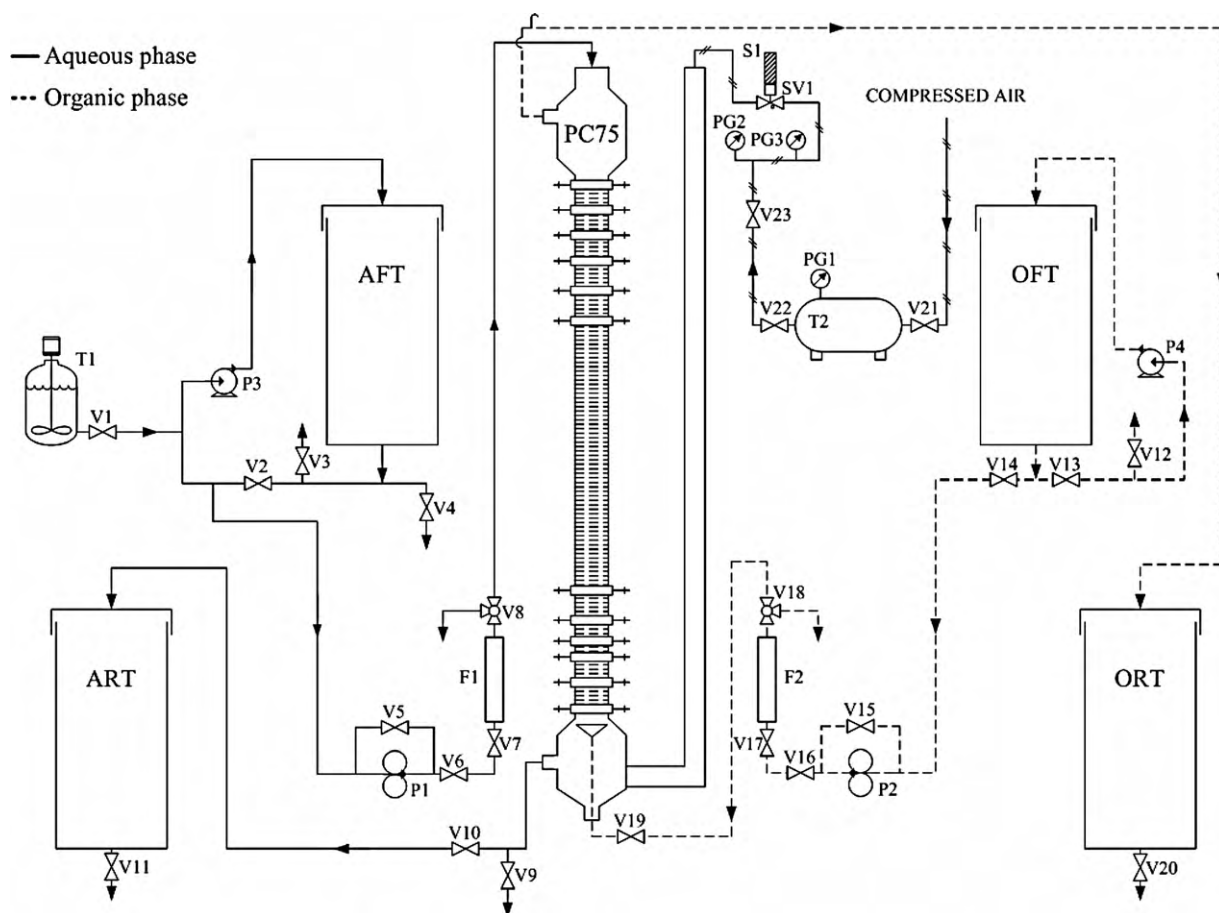 Aqueous phase
Organic phase
S1
SV1
COMPRESSED AIR
PC75
PG2
PG3
V23
AFT
OFT
PG1
V22
T2
V21
T1
P3
P4
V1
V2
V3
V4
V12
V14
V13
V8
V18
ART
F1
F2
ORT
V5
V15
V7
V17
V6
V16
P1
P2
V19
V10
V11
V9
V20